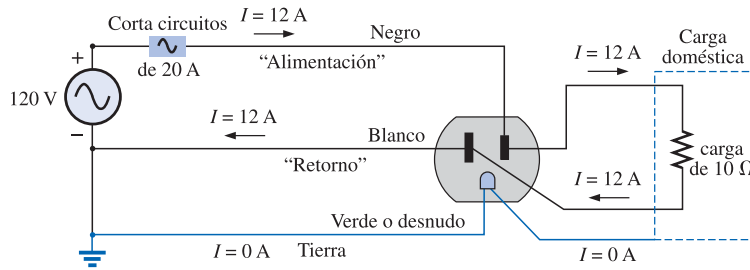 Corta circuitos
de 20 A
I = 12 A
Negro
"Alimentación"
+
120 V
−
I = 12 A
Blanco
"Retorno"
Verde o desnudo
I = 0 A
Tierra
I = 12 A
Carga
doméstica
carga
de 10 Ω
I = 12 A
I = 0 A